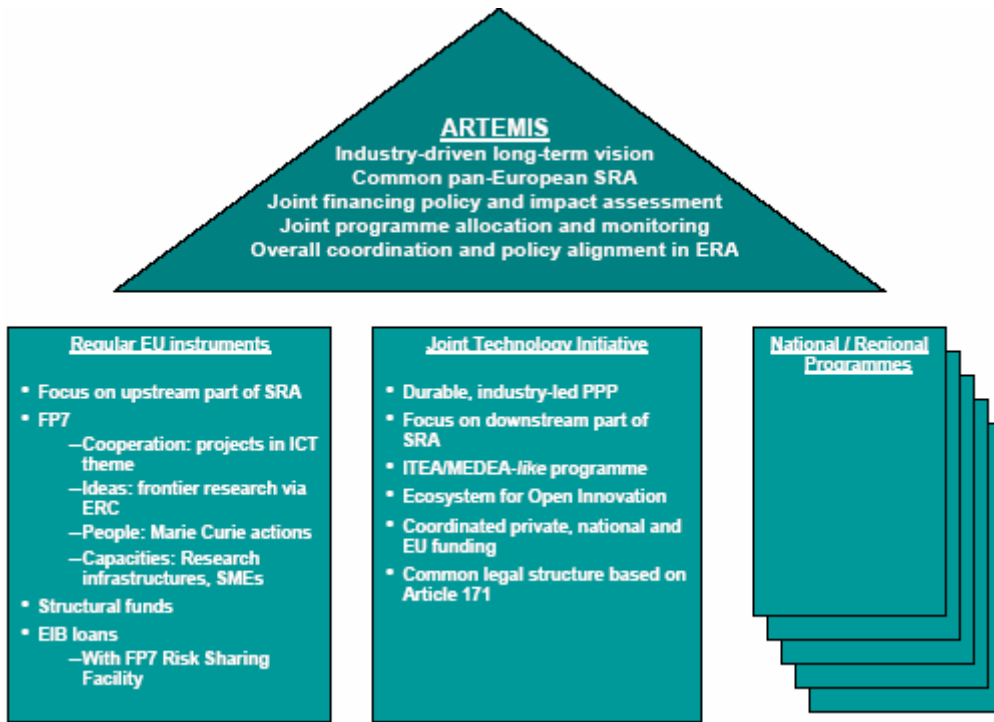 ARTEMIS
Industry-driven long-term vision
Common pan-European SRA
Joint financing policy and impact assessment
Joint programme allocation and monitoring
Overall coordination and policy alignment in ERA
Regular EU instruments
• Focus on upstream part of SRA
• FP7
—Cooperation: projects in ICT
theme
—Ideas: frontier research via
ERC
—People: Marie Curie actions
—Capacities: Research
infrastructures, SMEs
• Structural funds
• EIB loans
—With FP7 Risk Sharing
Facility
Joint Technology Initiative
• Durable, industry-led PPP
• Focus on downstream part of
SRA
• ITEA/MEDEA-like programme
• Ecosystem for Open Innovation
• Coordinated private, national and
EU funding
• Common legal structure based on
Article 171
National / Regional
Programmes